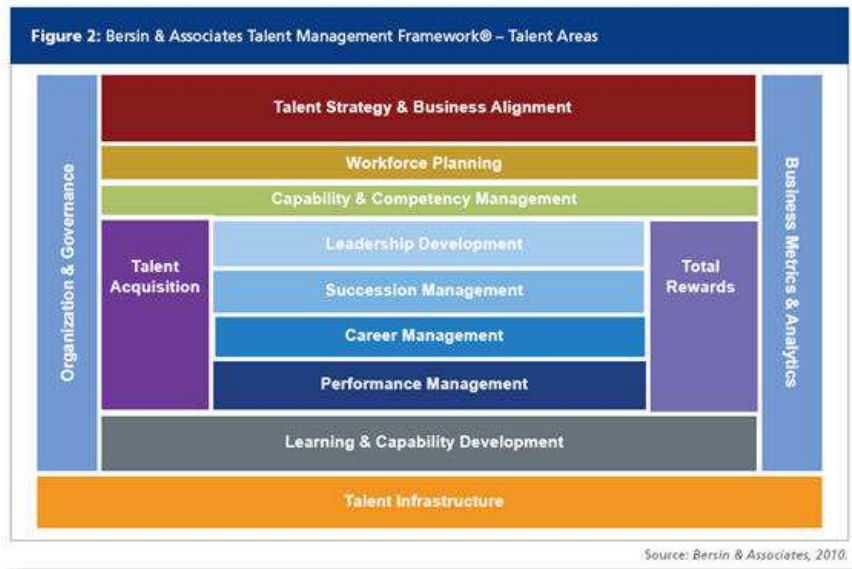 Figure 2: Bersin & Associates Talent Management Framework® – Talent Areas
Organization & Governance
Talent Strategy & Business Alignment
Workforce Planning
Capability & Competency Management
Talent
Acquisition
Leadership Development
Succession Management
Career Management
Performance Management
Total
Rewards
Business Metrics & Analytics
Learning & Capability Development
Talent Infrastructure
Source: Bersin & Associates, 2010.